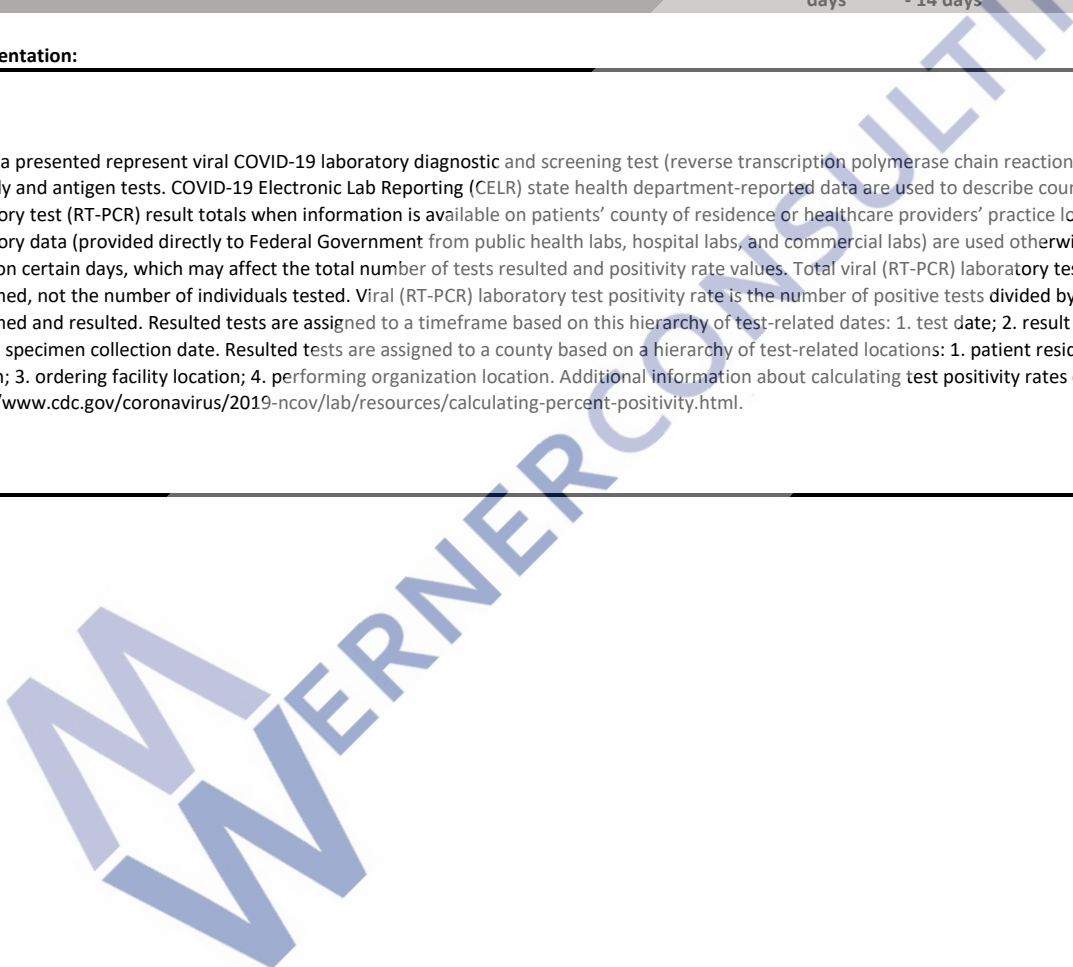 days - 14 days
entation:
a presented represent viral COVID-19 laboratory diagnostic and screening test (reverse transcription polymerase chain reaction
ly and antigen tests. COVID-19 Electronic Lab Reporting (CELR) state health department-reported data are used to describe coun
ory test (RT-PCR) result totals when information is available on patients’ county of residence or healthcare providers’ practice lo
ory data (provided directly to Federal Government from public health labs, hospital labs, and commercial labs) are used otherwi
on certain days, which may affect the total number of tests resulted and positivity rate values. Total viral (RT-PCR) laboratory tes
ned, not the number of individuals tested. Viral (RT-PCR) laboratory test positivity rate is the number of positive tests divided by
ned and resulted. Resulted tests are assigned to a timeframe based on this hierarchy of test-related dates: 1. test date; 2. result
specimen collection date. Resulted tests are assigned to a county based on a hierarchy of test-related locations: 1. patient resid
n; 3. ordering facility location; 4. performing organization location. Additional information about calculating test positivity rates
/www.cdc.gov/coronavirus/2019-ncov/lab/resources/calculating-percent-positivity.html.
M
WERNERCONSULTIN